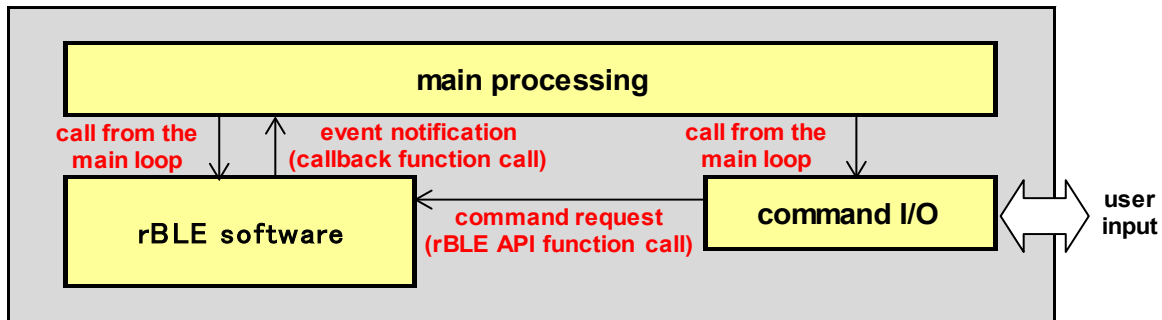 main processing
call from the
main loop
event notification
(callback function call)
call from the
main loop
rBLE software
command request
(rBLE API function call)
command I/O
user
input